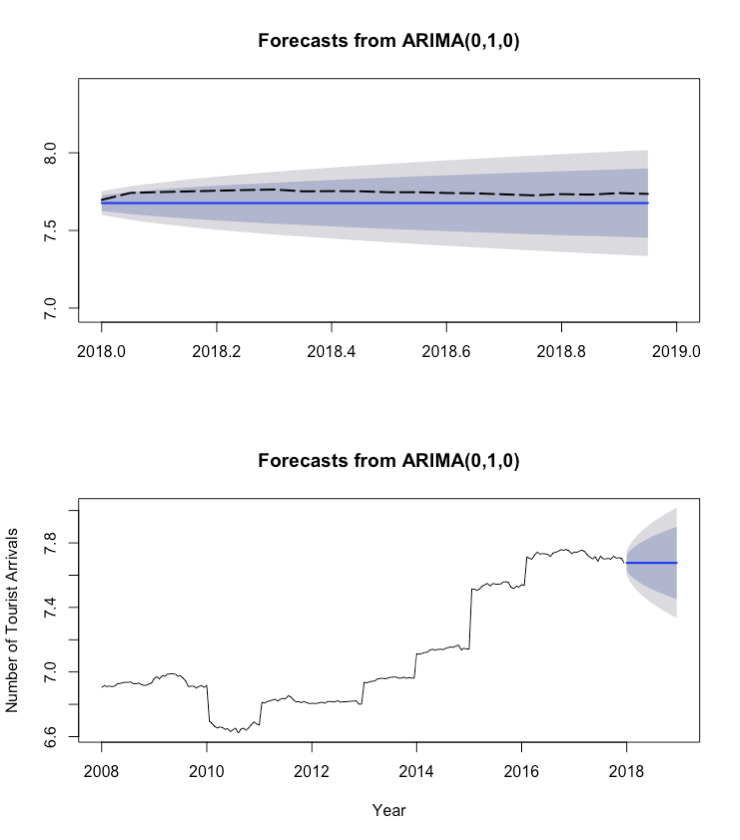 Forecasts from ARIMA(0,1,0)
8.0
7.5
7.0
2018.0 2018.2 2018.4 2018.6 2018.8 2019.0
Forecasts from ARIMA(0,1,0)
Number of Tourist Arrivals
7.8
7.4
7.0
6.6
2008 2010 2012 2014 2016 2018
Year